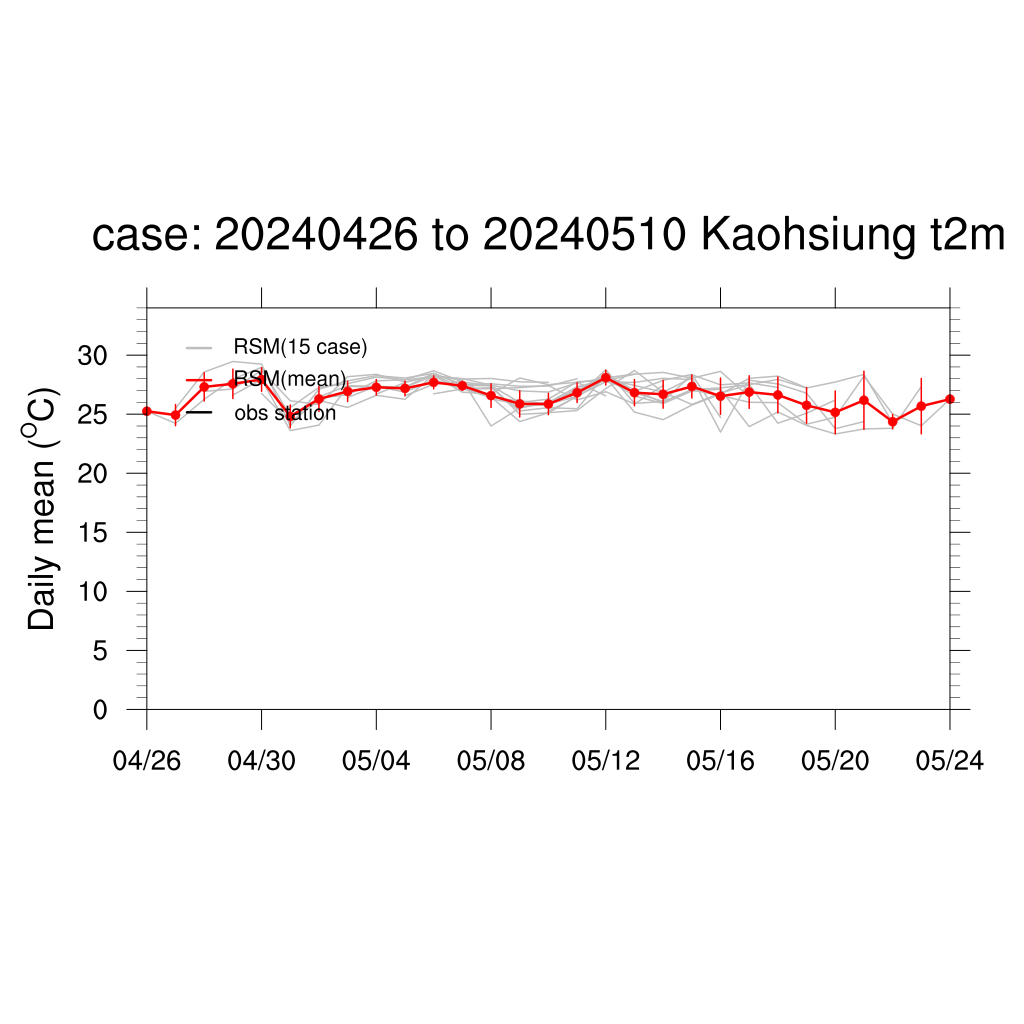 case: 20240426 to 20240510 Kaohsiung t2m
RSM(15 case)
RSM(mean)
obs station
Daily mean (°C)
30
25
20
15
10
5
0
04/26 04/30 05/04 05/08 05/12 05/16 05/20 05/24